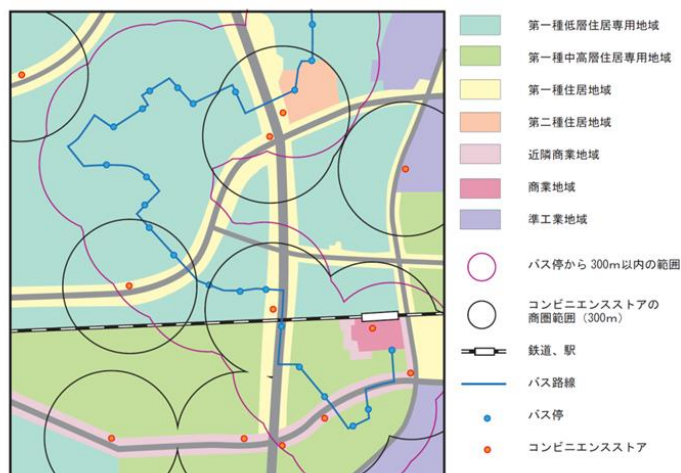 第一種低層住居専用地域
第一種中高層住居専用地域
第一種住居地域
第二種住居地域
近隣商業地域
商業地域
準工業地域
バス停から300m以内の範囲
コンビニエンスストアの
商圏範囲（300m）
鉄道、駅
バス路線
バス停
コンビニエンスストア